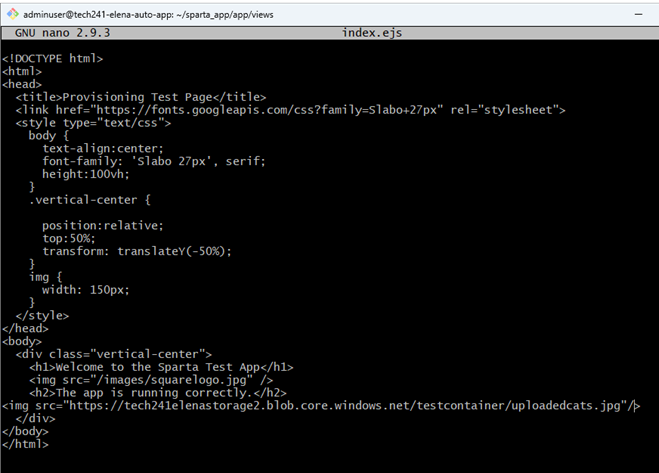 adminuser@tech241-elena-auto-app: ~/sparta_app/app/views
GNU nano 2.9.3 index.ejs
<!DOCTYPE html>
<html>
<head>
  <title>Provisioning Test Page</title>
  <link href="https://fonts.googleapis.com/css?family=Slabo+27px" rel="stylesheet">
  <style type="text/css">
    body {
      text-align:center;
      font-family: 'Slabo 27px', serif;
      height:100vh;
    }
    .vertical-center {

      position:relative;
      top:50%;
      transform: translateY(-50%);
    }
    img {
      width: 150px;
    }
  </style>
</head>
<body>
  <div class="vertical-center">
    <h1>Welcome to the Sparta Test App</h1>
    <img src="/images/squarelogo.jpg" />
    <h2>The app is running correctly.</h2>
<img src="https://tech241elenastorage2.blob.core.windows.net/testcontainer/uploadedcats.jpg"/>
  </div>
</body>
</html>